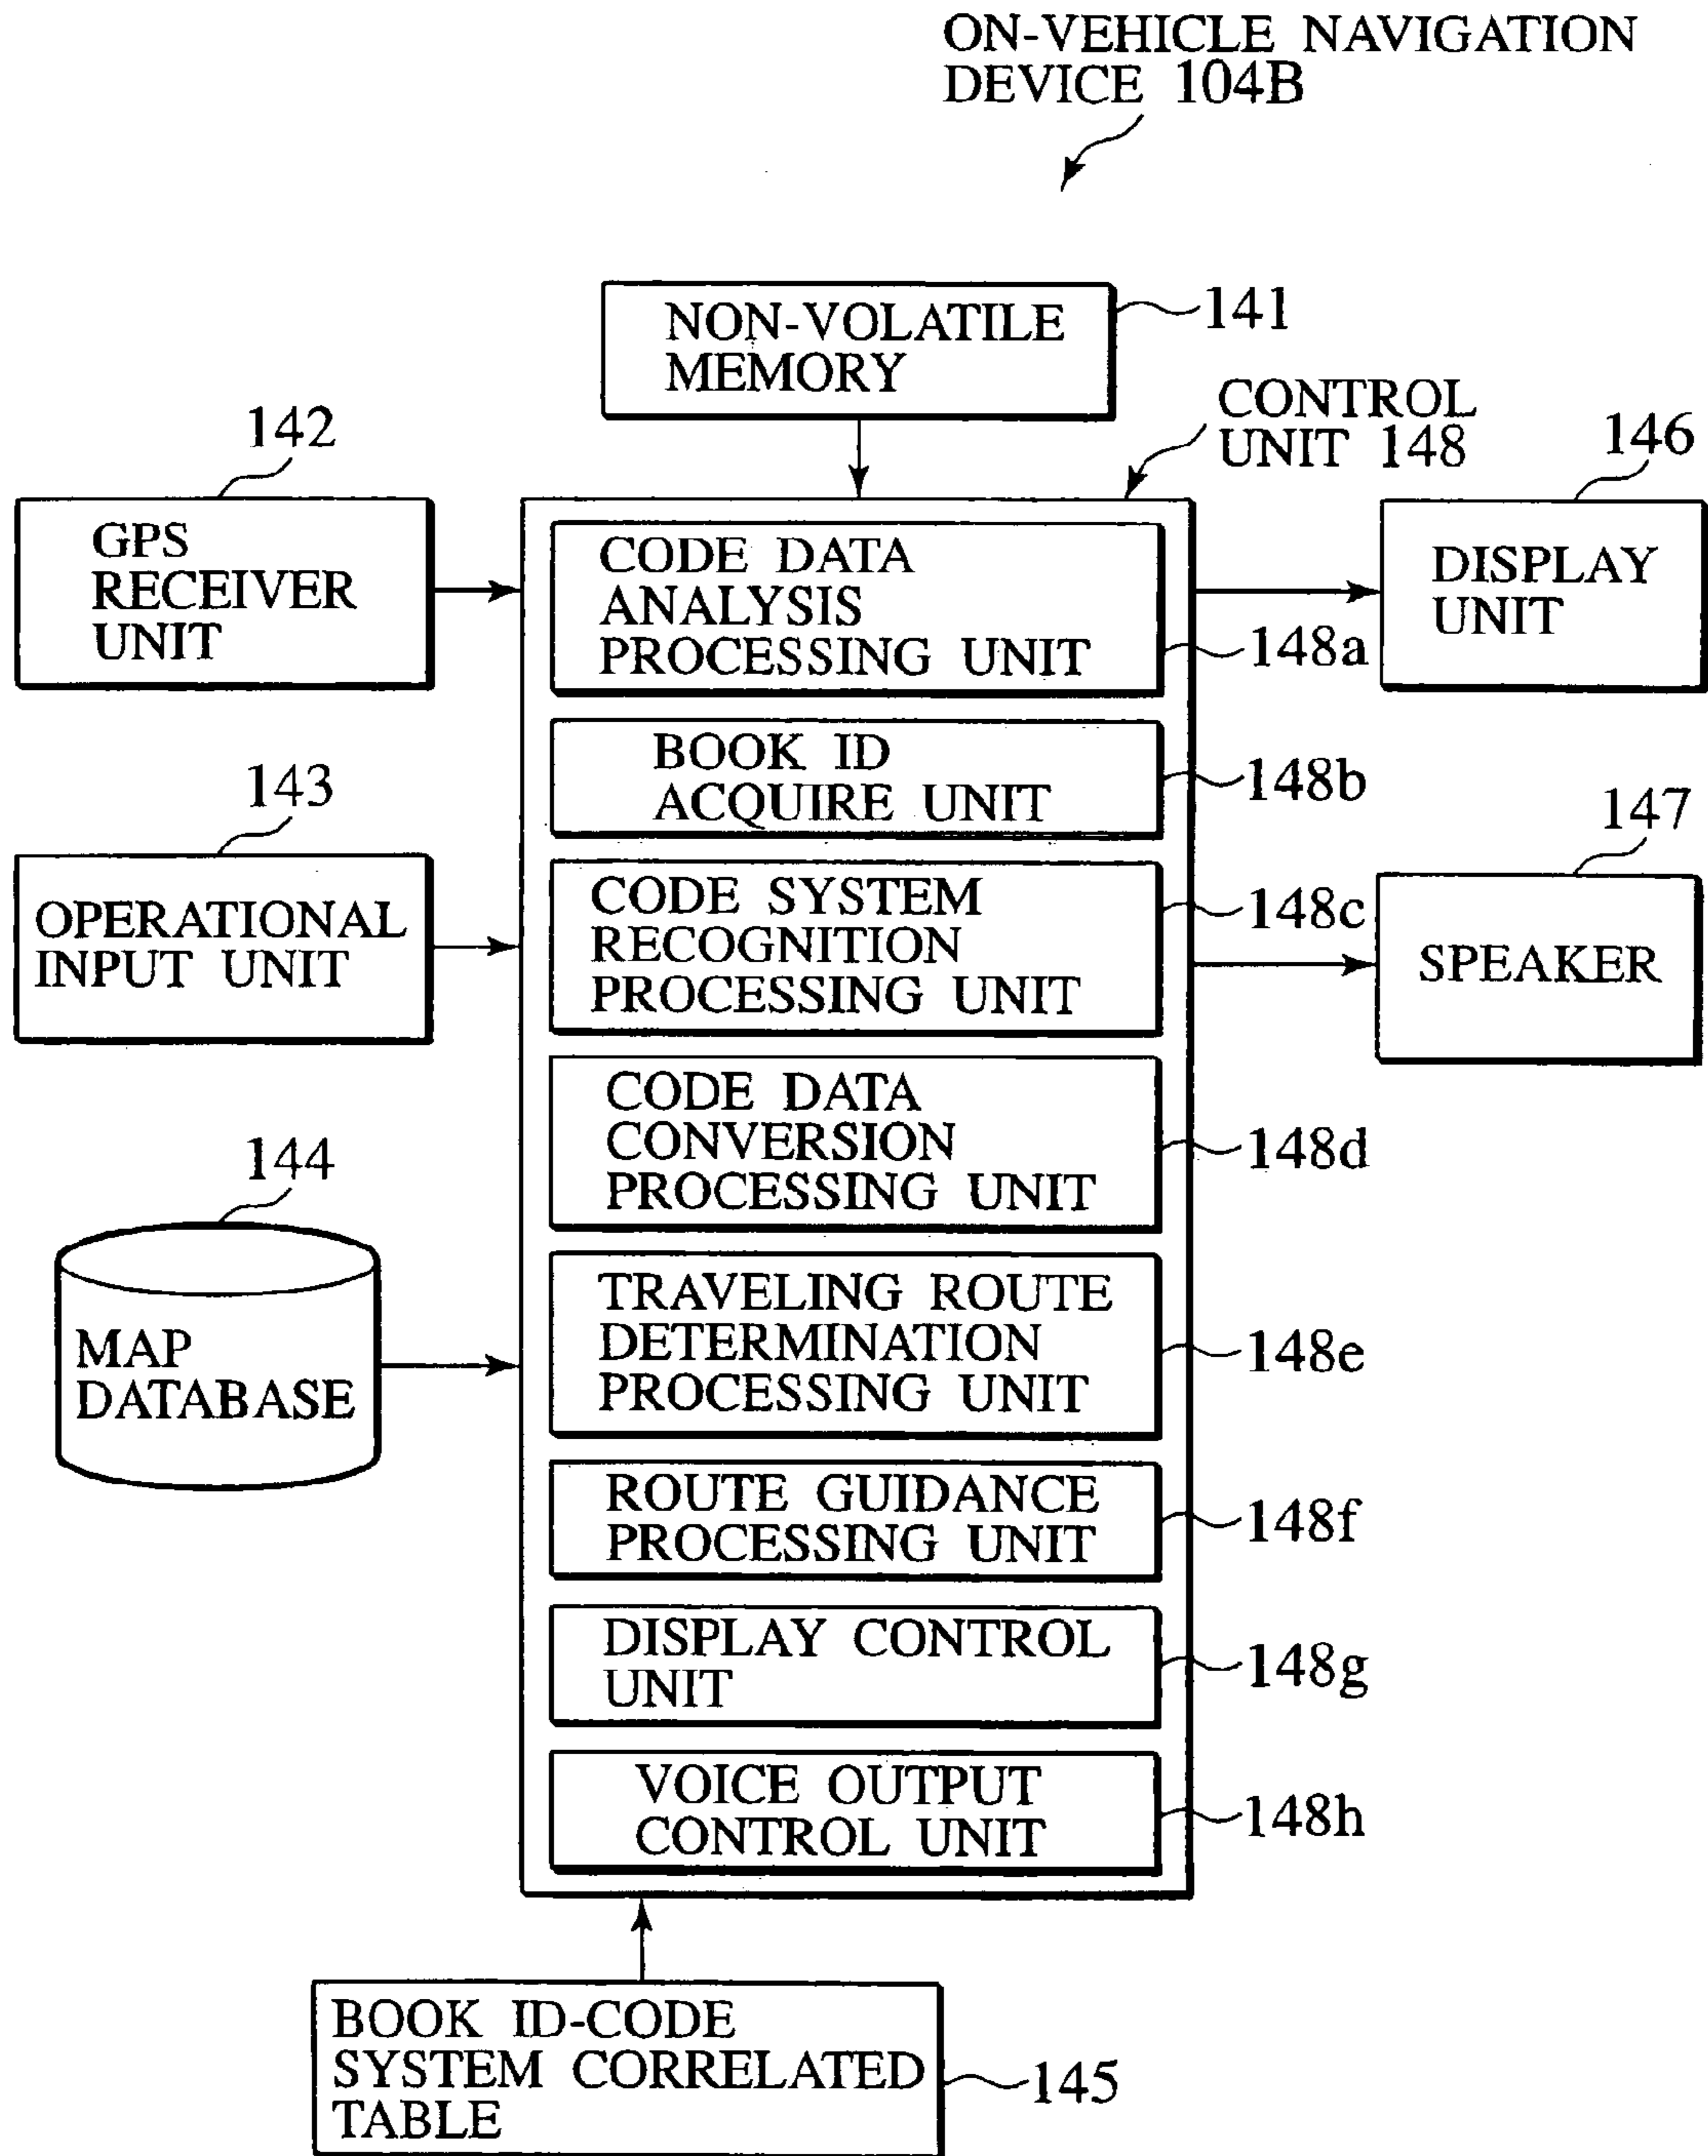 ON-VEHICLE NAVIGATION
DEVICE 104B
NON-VOLATILE
MEMORY
141
CONTROL
UNIT 148
142
GPS
RECEIVER
UNIT
146
DISPLAY
UNIT
CODE DATA
ANALYSIS
PROCESSING UNIT
148a
BOOK ID
ACQUIRE UNIT
148b
143
OPERATIONAL
INPUT UNIT
147
SPEAKER
CODE SYSTEM
RECOGNITION
PROCESSING UNIT
148c
CODE DATA
CONVERSION
PROCESSING UNIT
148d
144
MAP
DATABASE
TRAVELING ROUTE
DETERMINATION
PROCESSING UNIT
148e
ROUTE GUIDANCE
PROCESSING UNIT
148f
DISPLAY CONTROL
UNIT
148g
VOICE OUTPUT
CONTROL UNIT
148h
BOOK ID-CODE
SYSTEM CORRELATED
TABLE
145